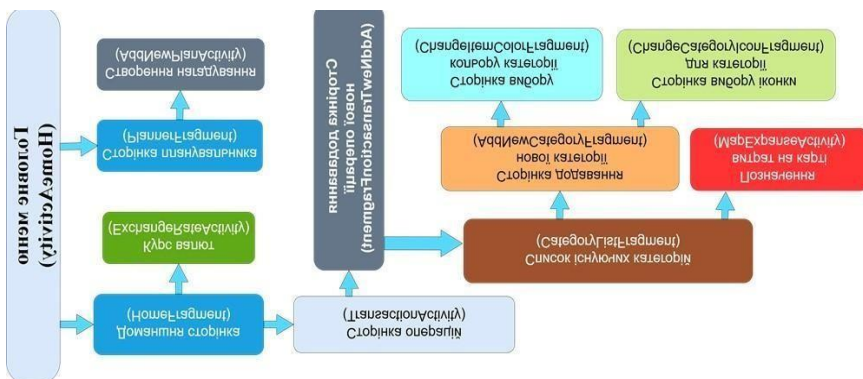 Головне меню
(HomeActivity)
Домашня сторінка
(HomeFragment)
Сторінка операцій
(TransactionActivity)
Курс валют
(ExchangeRateActivity)
Сторінка планувальника
(PlannerFragment)
Створення нагадування
(AddNewPlanActivity)
Сторінка додавання
нової операції
(AddNewTransactionFragment)
Список існуючих категорій
(CategoryListFragment)
Сторінка додавання
нової категорії
(AddNewCategoryFragment)
Позначення
витрат на карті
(MapExpanseActivity)
Сторінка вибору
кольору категорії
(ChangeItemColorFragment)
Сторінка вибору іконки
для категорії
(ChangeCategoryIconFragment)